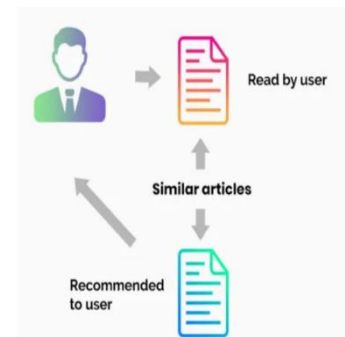 Read by user
Similar articles
Recommended
to user